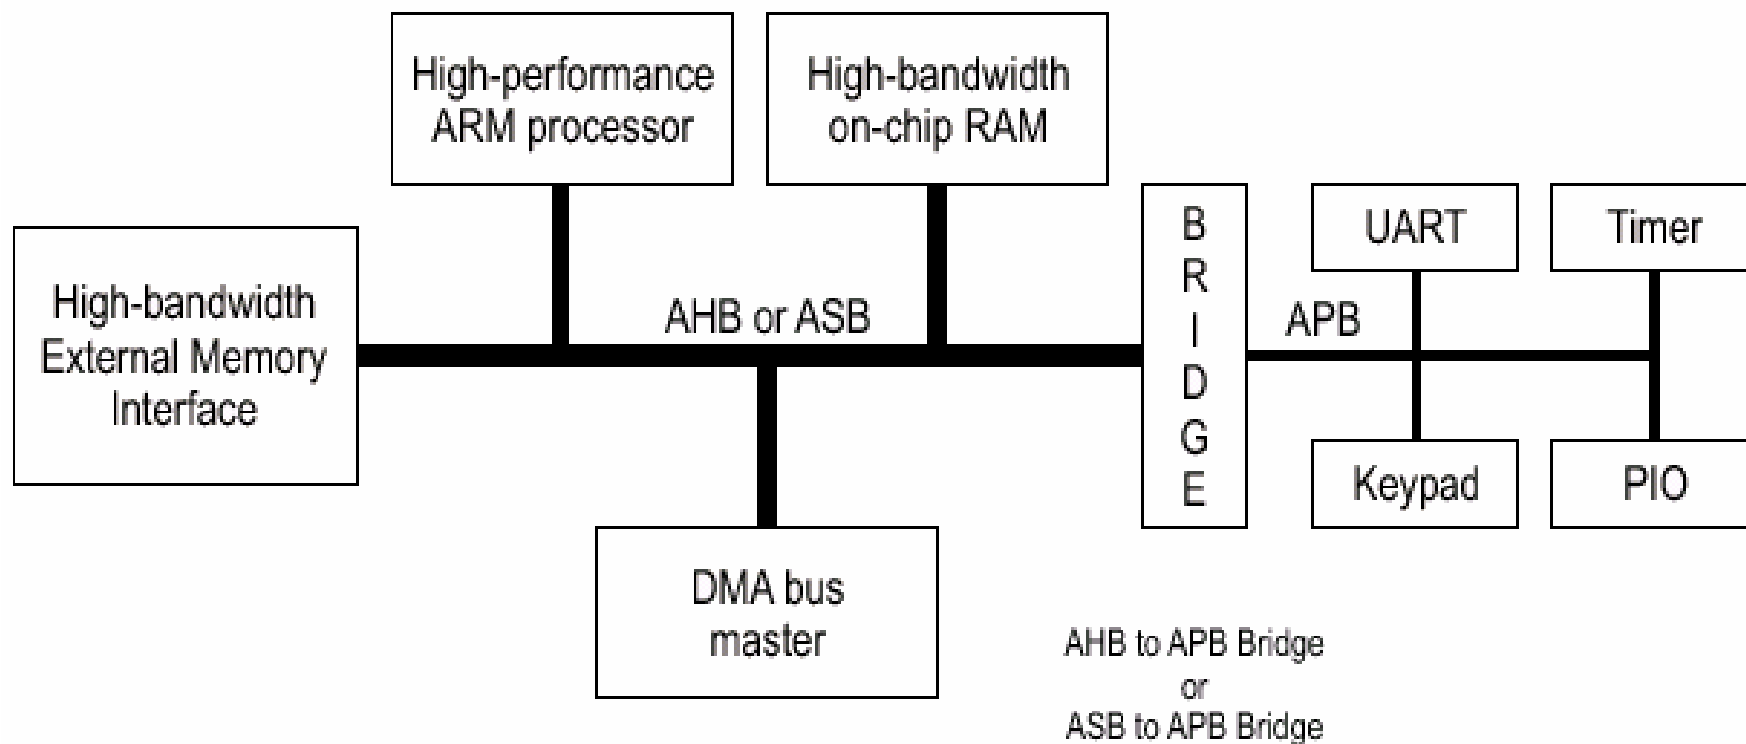 High-performance
ARM processor
High-bandwidth
on-chip RAM
High-bandwidth
External Memory
Interface
AHB or ASB
B
R
I
D
G
E
APB
UART
Timer
Keypad
PIO
DMA bus
master
AHB to APB Bridge
or
ASB to APB Bridge